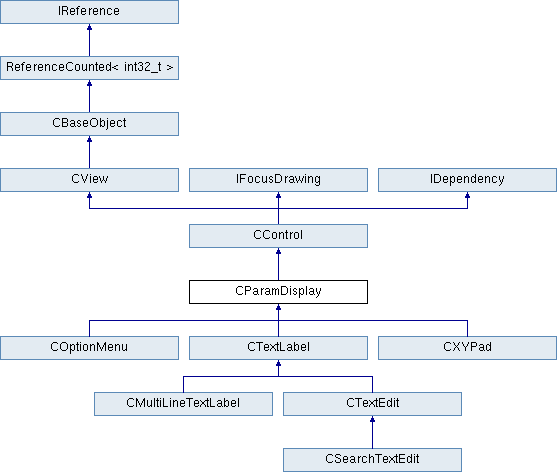 IReference
ReferenceCounted< int32_t >
CBaseObject
CView
IFocusDrawing
IDependency
CControl
CParamDisplay
COptionMenu
CTextLabel
CXYPad
CMultiLineTextLabel
CTextEdit
CSearchTextEdit